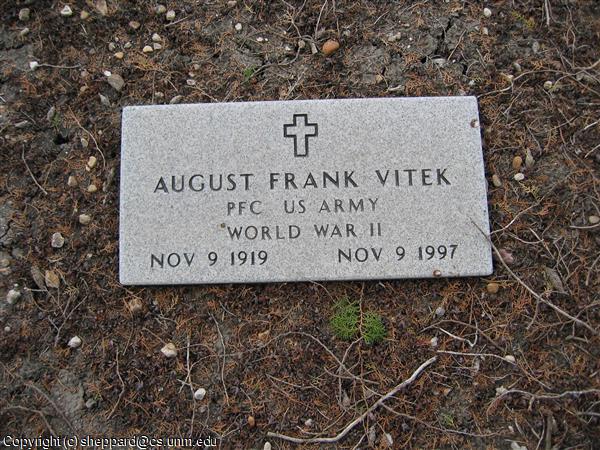 AUGUST FRANK VITEK
PFC US ARMY
WORLD WAR II
NOV 9 1919 NOV 9 1997
Copyright (c) sheppard@cs.unm.edu